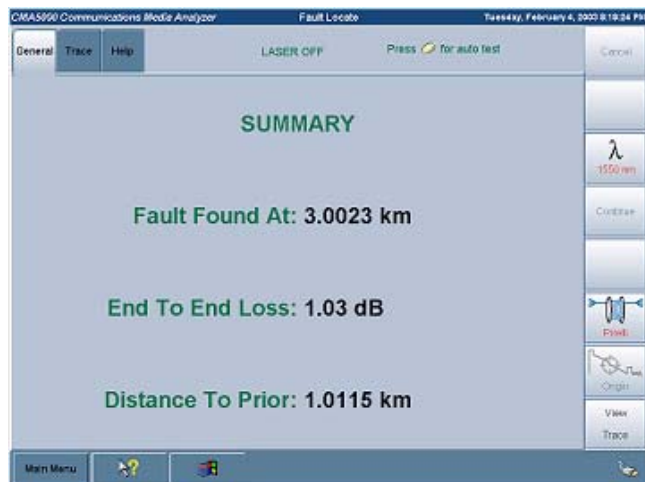 CMA5000 Communications Media Analyzer
Fault Locate
Tuesday, February 4, 2003 8:18:24 PM
General
Trace
Help
LASER OFF
Press for auto test
Cancel
SUMMARY
λ
1550 nm
Fault Found At: 3.0023 km
Continue
End To End Loss: 1.03 dB
Pirelli
Origin
Distance To Prior: 1.0115 km
View
Trace
Main Menu